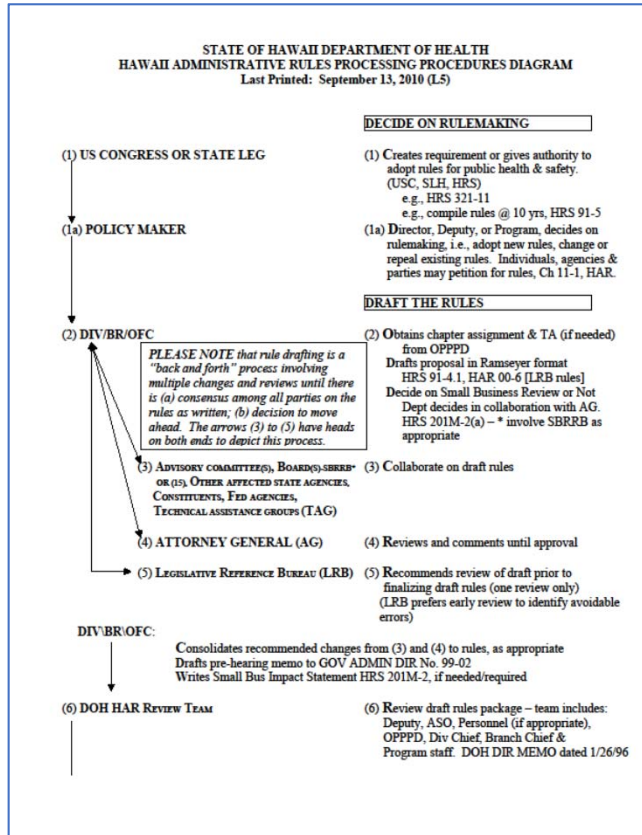 STATE OF HAWAII DEPARTMENT OF HEALTH
HAWAII ADMINISTRATIVE RULES PROCESSING PROCEDURES DIAGRAM
Last Printed: September 13, 2010 (L5)
DECIDE ON RULEMAKING
(1) US CONGRESS OR STATE LEG
(1) Creates requirement or gives authority to
adopt rules for public health & safety.
(USC, SLH, HRS)
e.g., HRS 321-11
e.g., compile rules @ 10 yrs, HRS 91-5
(1a) POLICY MAKER
(1a) Director, Deputy, or Program, decides on
rulemaking, i.e., adopt new rules, change or
repeal existing rules. Individuals, agencies &
parties may petition for rules, Ch 11-1, HAR.
DRAFT THE RULES
(2) DIV/BR/OFC
(2) Obtains chapter assignment & TA (if needed)
from OPPPD
Drafts proposal in Ramseyer format
HRS 91-4.1, HAR 00-6 [LRB rules]
Decide on Small Business Review or Not
Dept decides in collaboration with AG.
HRS 201M-2(a) – * involve SBRRB as
appropriate
PLEASE NOTE that rule drafting is a
"back and forth" process involving
multiple changes and reviews until there
is (a) consensus among all parties on the
rules as written; (b) decision to move
ahead. The arrows (3) to (5) have heads
on both ends to depict this process.
(3) ADVISORY COMMITTEE(S), BOARD(S)-SBRRB*
OR (15), OTHER AFFECTED STATE AGENCIES,
CONSTITUENTS, FED AGENCIES,
TECHNICAL ASSISTANCE GROUPS (TAG)
(3) Collaborate on draft rules
(4) ATTORNEY GENERAL (AG)
(4) Reviews and comments until approval
(5) LEGISLATIVE REFERENCE BUREAU (LRB)
(5) Recommends review of draft prior to
finalizing draft rules (one review only)
(LRB prefers early review to identify avoidable
errors)
DIV\BR\OFC:
Consolidates recommended changes from (3) and (4) to rules, as appropriate
Drafts pre-hearing memo to GOV ADMIN DIR No. 99-02
Writes Small Bus Impact Statement HRS 201M-2, if needed/required
(6) DOH HAR REVIEW TEAM
(6) Review draft rules package – team includes:
Deputy, ASO, Personnel (if appropriate),
OPPPD, Div Chief, Branch Chief &
Program staff. DOH DIR MEMO dated 1/26/96